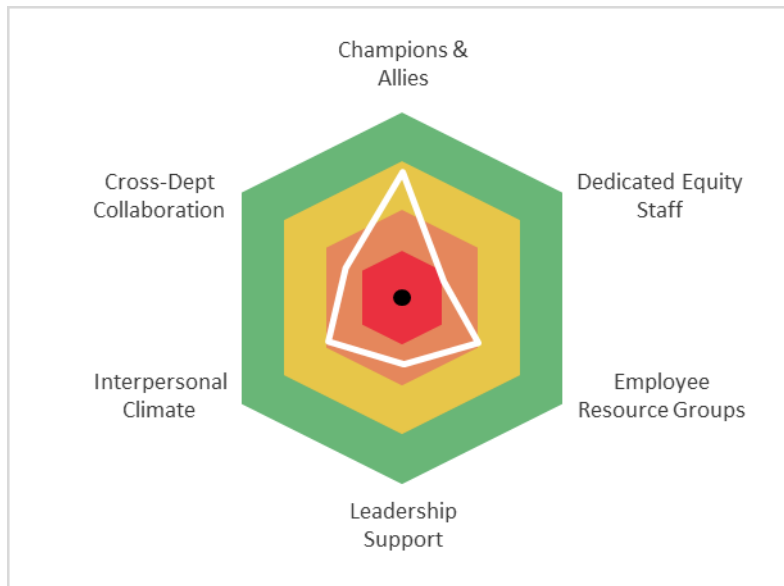 Champions &
Allies
Cross-Dept
Collaboration
Dedicated Equity
Staff
Interpersonal
Climate
Employee
Resource Groups
Leadership
Support